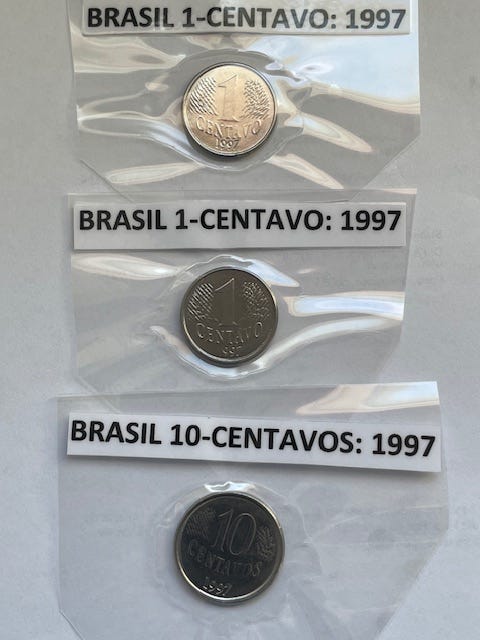 BRASIL 1-CENTAVO: 1997
1
CENTAVO
1997
BRASIL 1-CENTAVO: 1997
1
CENTAVO
1997
BRASIL 10-CENTAVOS: 1997
10
CENTAVOS
1997